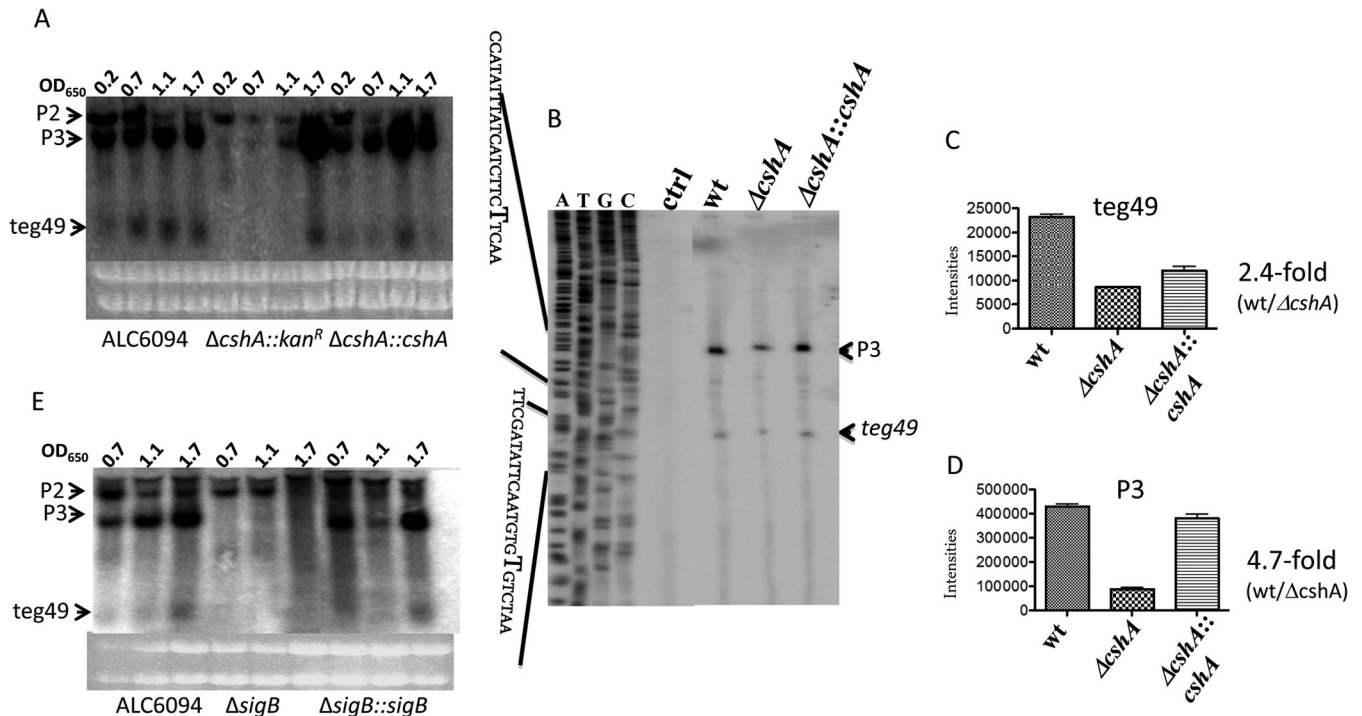 A
OD650 0.2 0.7 1.1 1.7 0.2 0.7 1.1 1.7 0.2 0.7 1.1 1.7
P2
P3
teg49
ALC6094 ΔcshA::kanR ΔcshA::cshA
CCATATTTATCATCTTCTTCAA
TTCGATATTCAATGTGTGTCTAA
B
A T G C ctrl wt ΔcshA ΔcshA::cshA
P3
teg49
C
teg49
Intensities
25000
20000
15000
10000
5000
0
wt ΔcshA ΔcshA::cshA
2.4-fold
(wt/ΔcshA)
D
P3
Intensities
500000
400000
300000
200000
100000
0
wt ΔcshA ΔcshA::cshA
4.7-fold
(wt/ΔcshA)
E
OD650 0.7 1.1 1.7 0.7 1.1 1.7 0.7 1.1 1.7
P2
P3
teg49
ALC6094 ΔsigB ΔsigB::sigB